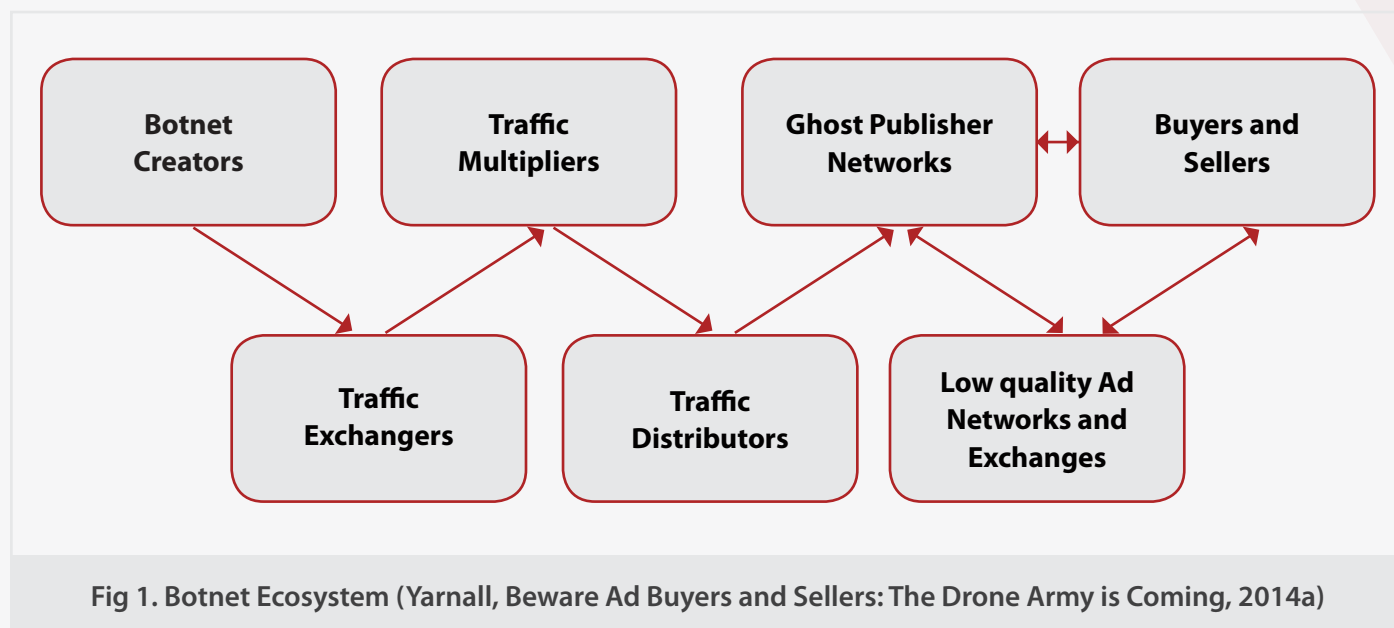 Botnet
Creators
Traffic
Multipliers
Ghost Publisher
Networks
Buyers and
Sellers
Traffic
Exchangers
Traffic
Distributors
Low quality Ad
Networks and
Exchanges
Fig 1. Botnet Ecosystem (Yarnall, Beware Ad Buyers and Sellers: The Drone Army is Coming, 2014a)